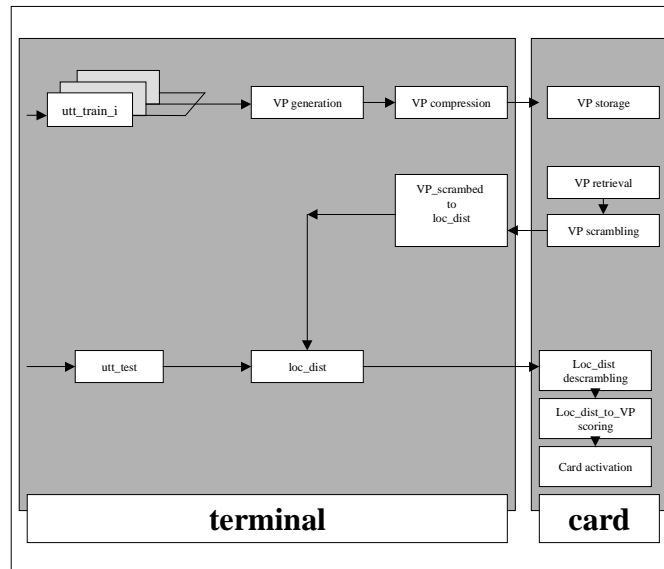 utt_train_i
VP generation
VP compression
VP storage
VP_scrambed
to
loc_dist
VP retrieval
VP scrambling
utt_test
loc_dist
Loc_dist
descrambling
Loc_dist_to_VP
scoring
Card activation
terminal
card